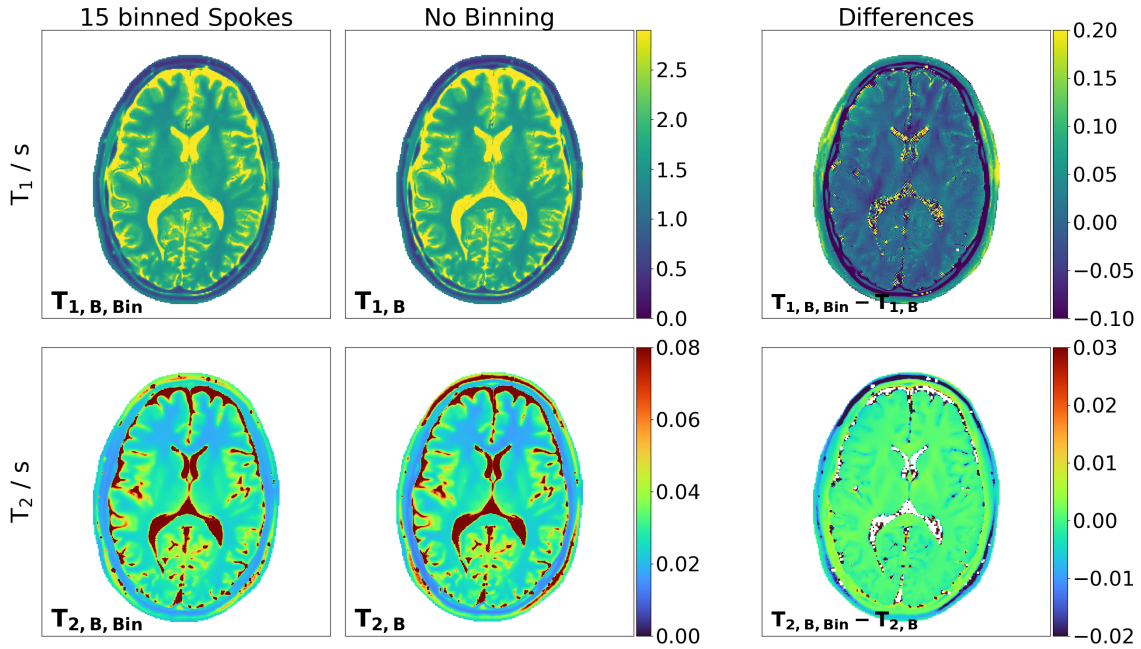 15 binned Spokes
No Binning
Differences
T₁ / s
T₁, B, Bin
T₁, B
2.5
2.0
1.5
1.0
0.5
0.0
T₁, B, Bin − T₁, B
0.20
0.15
0.10
0.05
0.00
−0.05
−0.10
T₂ / s
T₂, B, Bin
T₂, B
0.08
0.06
0.04
0.02
0.00
T₂, B, Bin − T₂, B
0.03
0.02
0.01
0.00
−0.01
−0.02